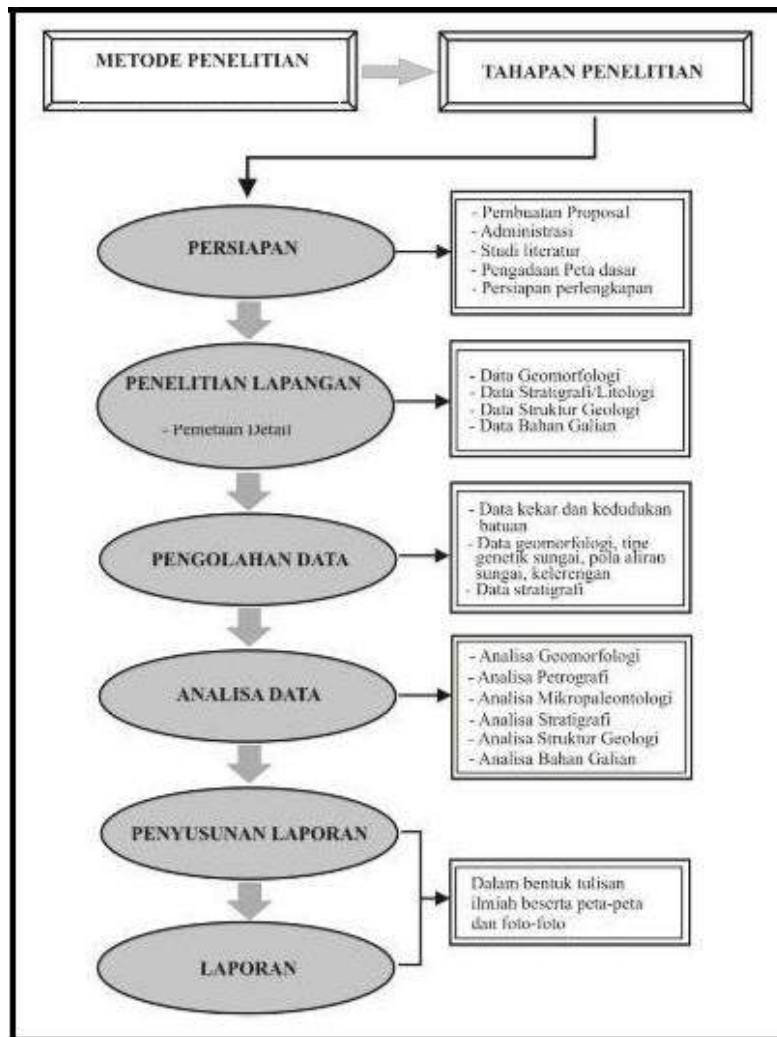 METODE PENELITIAN
TAHAPAN PENELITIAN
PERSIAPAN
- Pembuatan Proposal
- Administrasi
- Studi literatur
- Pengadaan Peta dasar
- Persiapan perlengkapan
PENELITIAN LAPANGAN
- Pemetaan Detail
- Data Geomorfologi
- Data Stratigrafi/Litologi
- Data Struktur Geologi
- Data Bahan Galian
PENGOLAHAN DATA
- Data kekar dan kedudukan
batuan
- Data geomorfologi, tipe
genetik sungai, pola aliran
sungai, kelerengan
- Data stratigrafi
ANALISA DATA
- Analisa Geomorfologi
- Analisa Petrografi
- Analisa Mikropaleontologi
- Analisa Stratigrafi
- Analisa Struktur Geologi
- Analisa Bahan Galian
PENYUSUNAN LAPORAN
LAPORAN
Dalam bentuk tulisan
ilmiah beserta peta-peta
dan foto-foto